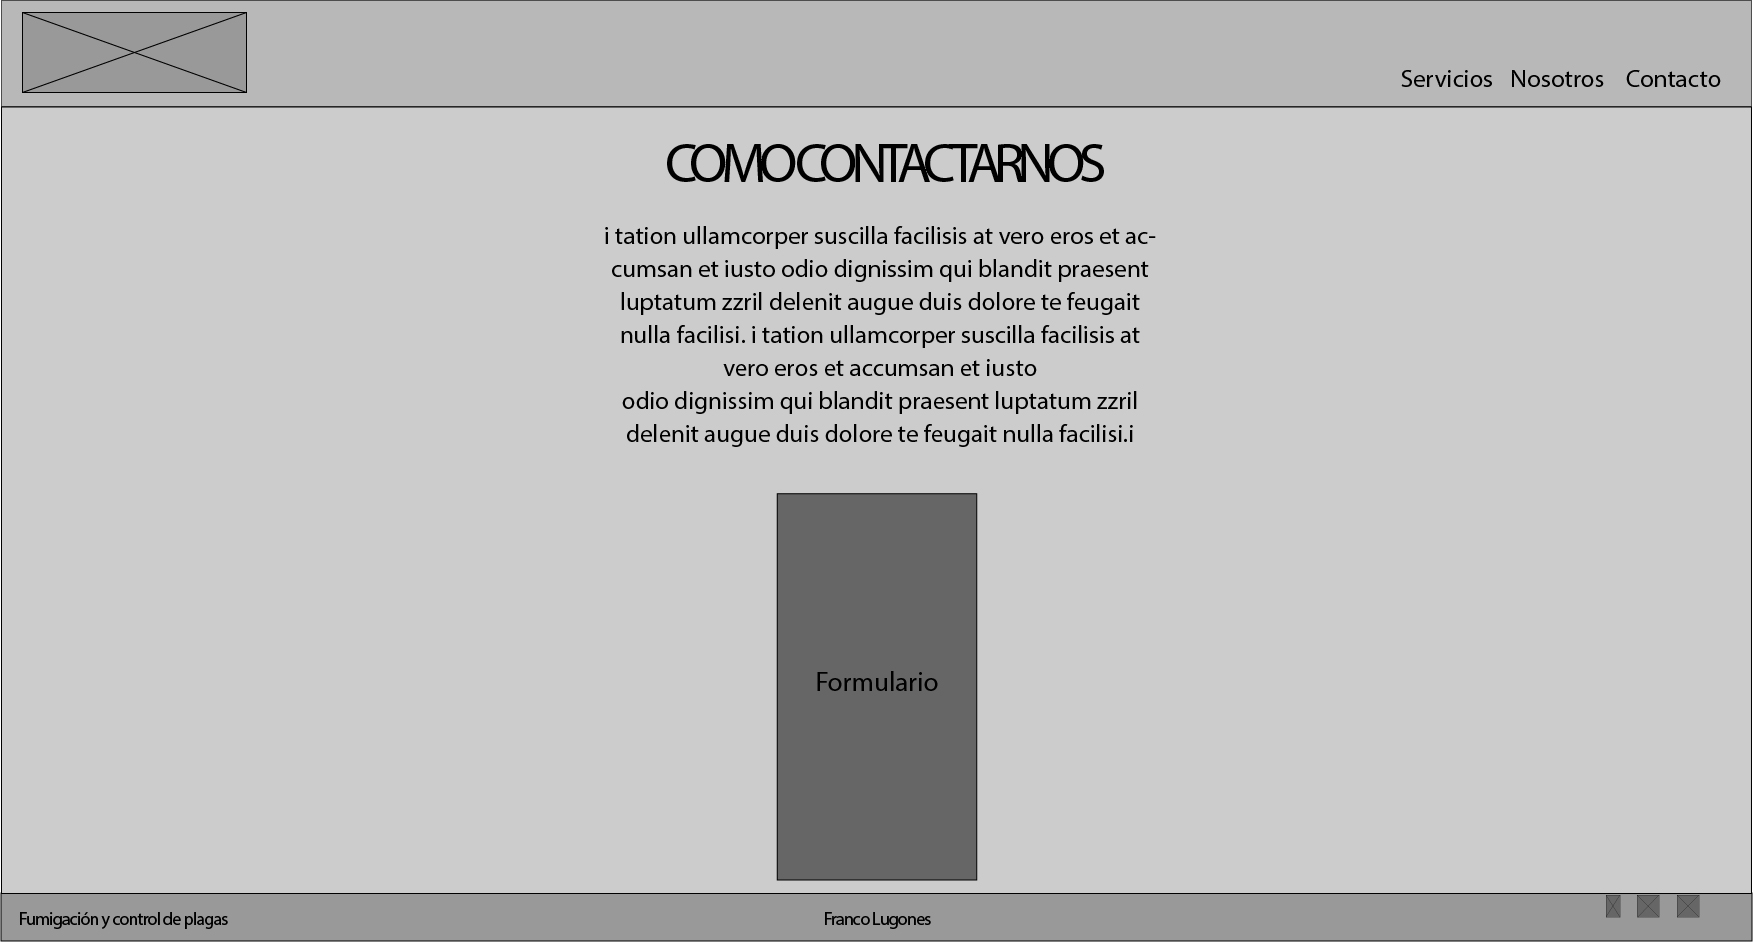 Servicios Nosotros Contacto
COMO CONTACTARNOS
i tation ullamcorper suscilla facilisis at vero eros et ac-
cumsan et iusto odio dignissim qui blandit praesent
luptatum zzril delenit augue duis dolore te feugait
nulla facilisi. i tation ullamcorper suscilla facilisis at
vero eros et accumsan et iusto
odio dignissim qui blandit praesent luptatum zzril
delenit augue duis dolore te feugait nulla facilisi.i
Formulario
Fumigación y control de plagas
Franco Lugones